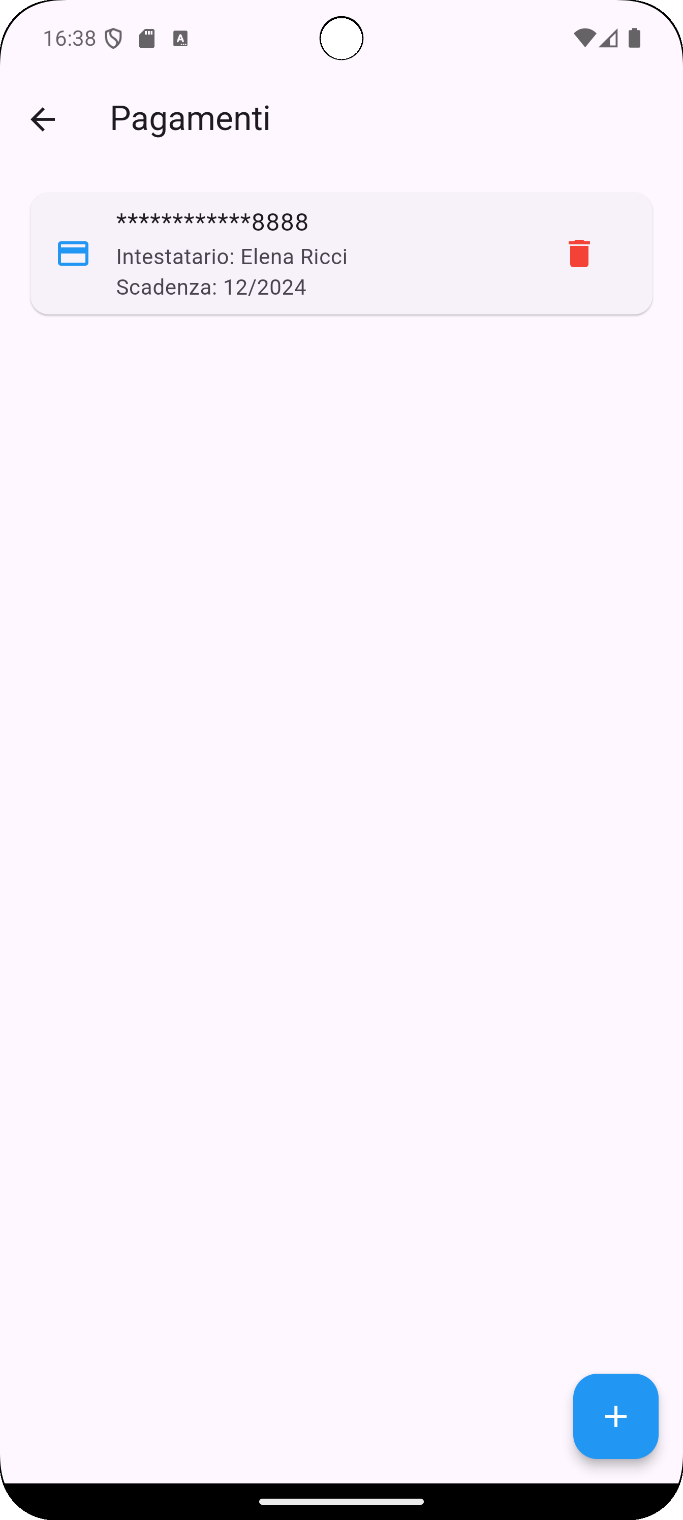 16:38
Pagamenti
************8888
Intestatario: Elena Ricci
Scadenza: 12/2024